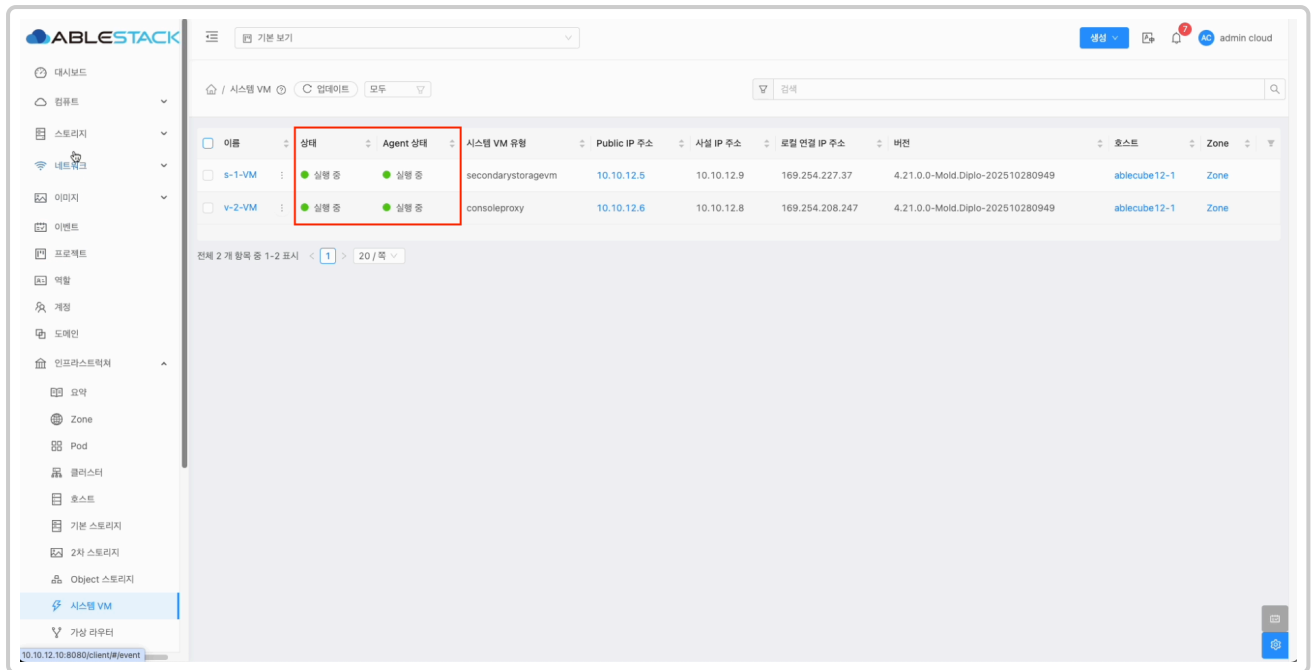 ABLESTACK
기본 보기
생성
7
AC admin cloud
대시보드
컴퓨트
스토리지
네트워크
이미지
이벤트
프로젝트
역할
계정
도메인
인프라스트럭쳐
요약
Zone
Pod
클러스터
호스트
기본 스토리지
2차 스토리지
Object 스토리지
시스템 VM
가상 라우터
10.10.12.10:8080/client/#/event
/ 시스템 VM 업데이트 모두 검색
이름 상태 Agent 상태 시스템 VM 유형 Public IP 주소 사설 IP 주소 로컬 연결 IP 주소 버전 호스트 Zone
s-1-VM 실행 중 실행 중 secondarystoragevm 10.10.12.5 10.10.12.9 169.254.227.37 4.21.0.0-Mold.Diplo-202510280949 ablecube12-1 Zone
v-2-VM 실행 중 실행 중 consoleproxy 10.10.12.6 10.10.12.8 169.254.208.247 4.21.0.0-Mold.Diplo-202510280949 ablecube12-1 Zone
전체 2 개 항목 중 1-2 표시 < 1 > 20 / 쪽